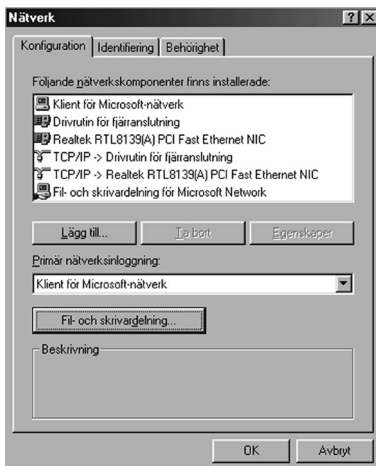 Nätverk
Konfiguration Identifiering Behörighet
Följande nätverkskomponenter finns installerade:
Klient för Microsoft-nätverk
Drivrutin för fjärranslutning
Realtek RTL8139(A) PCI Fast Ethernet NIC
TCP/IP -> Drivrutin för fjärranslutning
TCP/IP -> Realtek RTL8139(A) PCI Fast Ethernet NIC
Fil- och skrivardelning för Microsoft Network
Lägg till... Ta bort Egenskaper
Primär nätverksinloggning:
Klient för Microsoft-nätverk
Fil- och skrivardelning...
Beskrivning
OK Avbryt